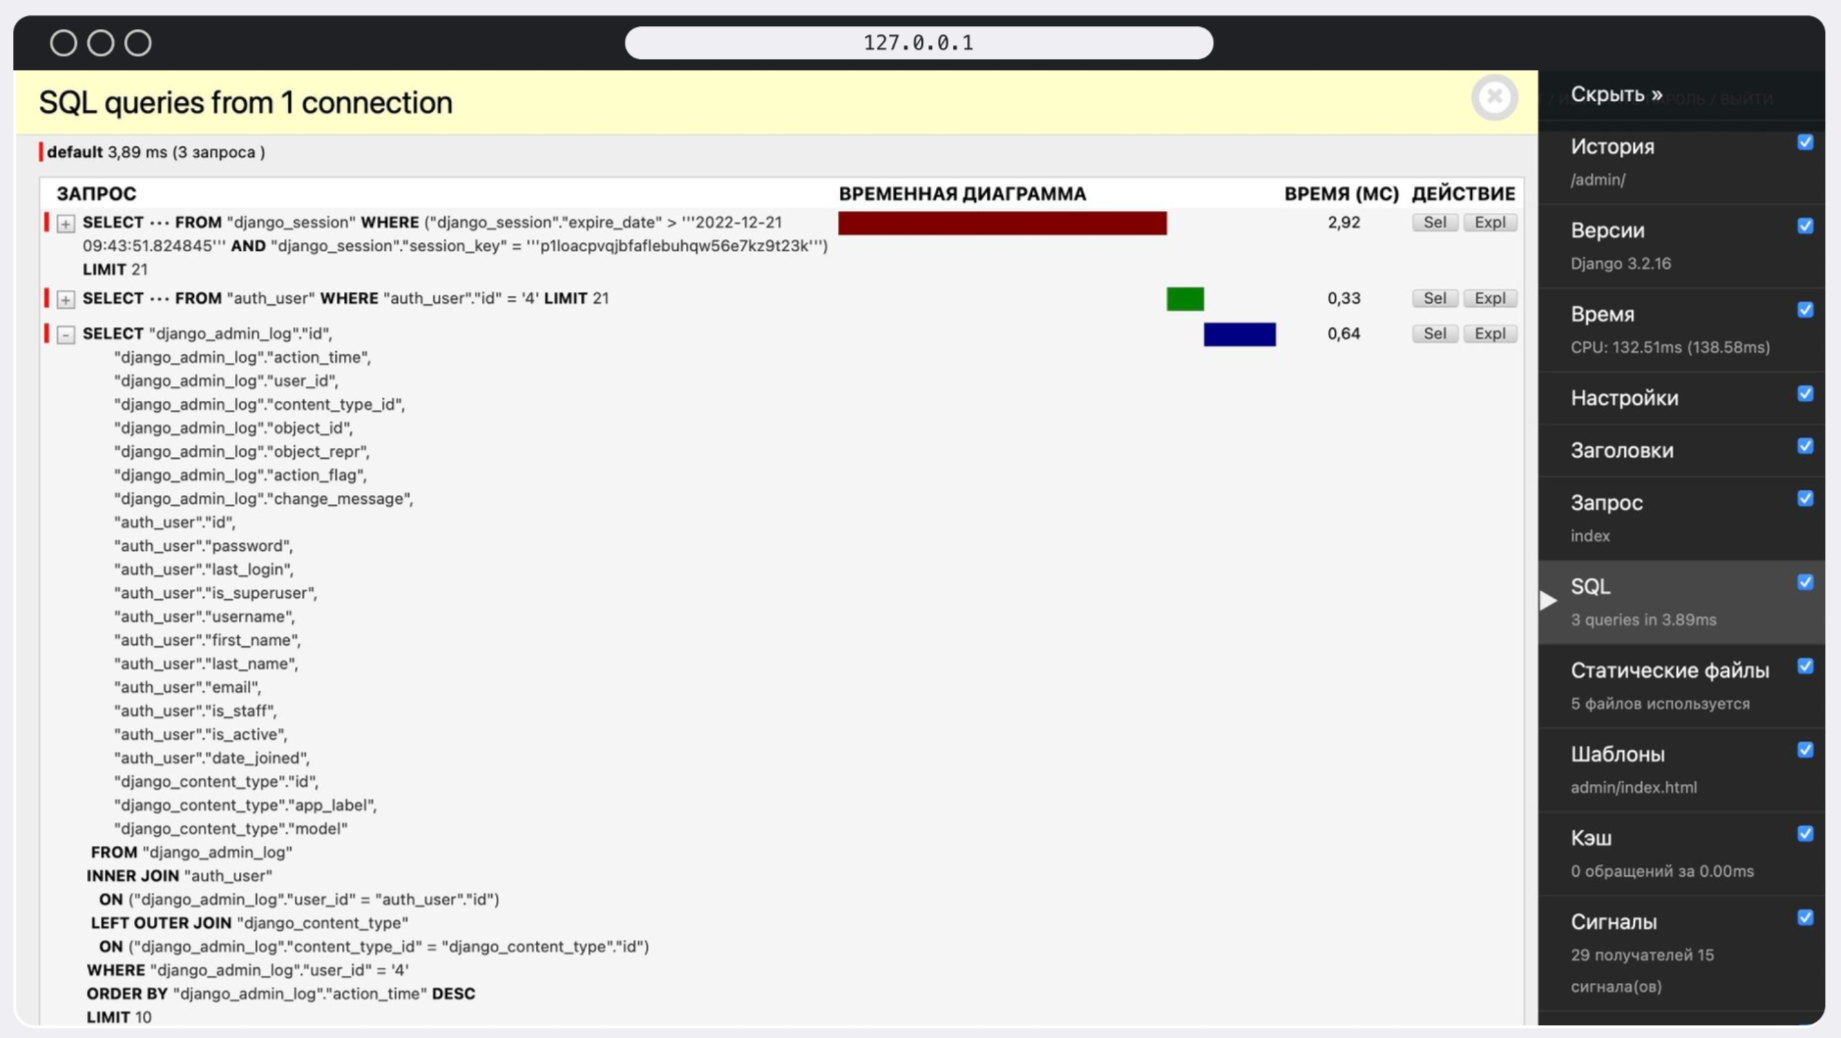 127.0.0.1
SQL queries from 1 connection
default 3,89 ms (3 запроса )
ЗАПРОС ВРЕМЕННАЯ ДИАГРАММА ВРЕМЯ (МС) ДЕЙСТВИЕ
+ SELECT ··· FROM "django_session" WHERE ("django_session"."expire_date" > '''2022-12-21 2,92 Sel Expl
09:43:51.824845''' AND "django_session"."session_key" = '''p1loacpvqjbfaflebuhqw56e7kz9t23k''')
LIMIT 21
+ SELECT ··· FROM "auth_user" WHERE "auth_user"."id" = '4' LIMIT 21 0,33 Sel Expl
- SELECT "django_admin_log"."id", 0,64 Sel Expl
"django_admin_log"."action_time",
"django_admin_log"."user_id",
"django_admin_log"."content_type_id",
"django_admin_log"."object_id",
"django_admin_log"."object_repr",
"django_admin_log"."action_flag",
"django_admin_log"."change_message",
"auth_user"."id",
"auth_user"."password",
"auth_user"."last_login",
"auth_user"."is_superuser",
"auth_user"."username",
"auth_user"."first_name",
"auth_user"."last_name",
"auth_user"."email",
"auth_user"."is_staff",
"auth_user"."is_active",
"auth_user"."date_joined",
"django_content_type"."id",
"django_content_type"."app_label",
"django_content_type"."model"
FROM "django_admin_log"
INNER JOIN "auth_user"
ON ("django_admin_log"."user_id" = "auth_user"."id")
LEFT OUTER JOIN "django_content_type"
ON ("django_admin_log"."content_type_id" = "django_content_type"."id")
WHERE "django_admin_log"."user_id" = '4'
ORDER BY "django_admin_log"."action_time" DESC
LIMIT 10
Скрыть »
/ ВЫЙТИ
История
/admin/
Версии
Django 3.2.16
Время
CPU: 132.51ms (138.58ms)
Настройки
Заголовки
Запрос
index
SQL
3 queries in 3.89ms
Статические файлы
5 файлов используется
Шаблоны
admin/index.html
Кэш
0 обращений за 0.00ms
Сигналы
29 получателей 15
сигнала(ов)